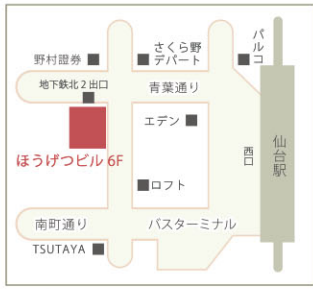 野村證券
さくら野
デパート
パルコ
地下鉄北2出口
青葉通り
エデン
ほうげつビル 6F
西口
仙台駅
ロフト
南町通り
バスターミナル
TSUTAYA